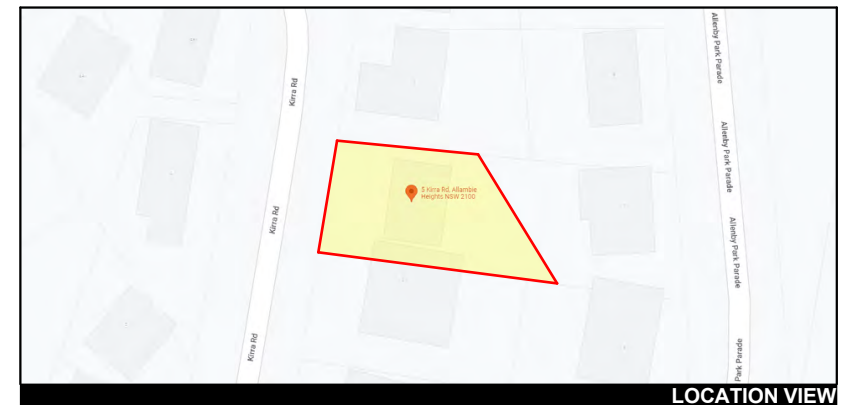 Kirra Rd
Allenby Park Parade
Allenby Park Parade
5 Kirra Rd, Allambie
Heights NSW 2100
Kirra Rd
Allenby Park Parade
Kirra Rd
Park Parade
LOCATION VIEW